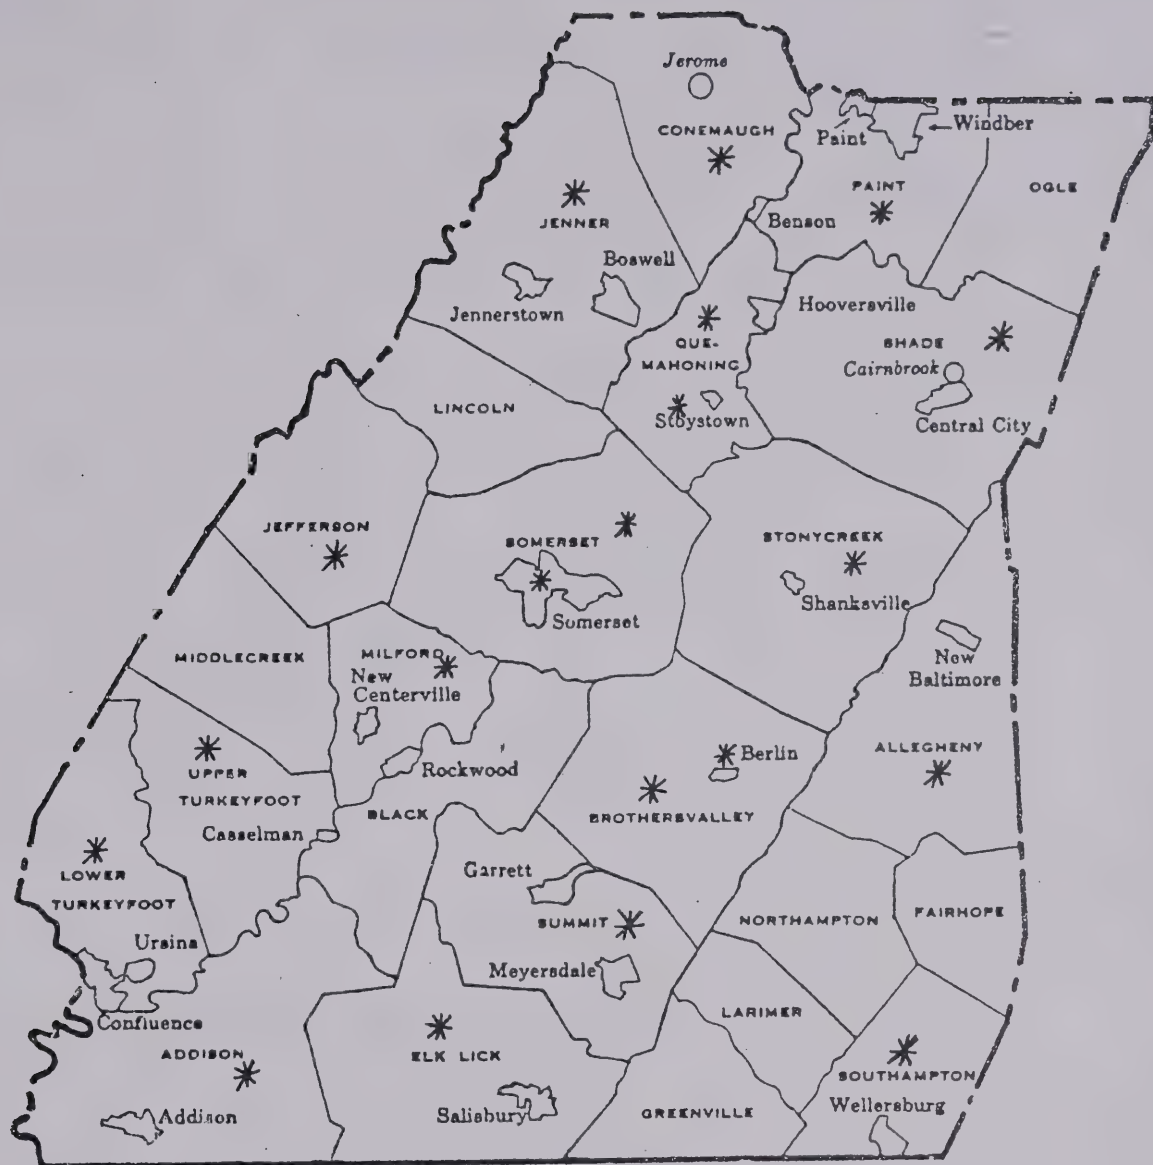 Jerome
CONEMAUGH
Paint
Windber
PAINT
OGLE
JENNER
Benson
Boswell
Jennerstown
Hooversville
QUE-
MAHONING
SHADE
Cairnbrook
LINCOLN
Stoystown
Central City
JEFFERSON
SOMERSET
STONYCREEK
Somerset
Shanksville
MIDDLECREEK
MILFORD
New
Centerville
New
Baltimore
UPPER
TURKEYFOOT
Rockwood
Berlin
ALLEGHENY
BLACK
BROTHERSVALLEY
Casselman
LOWER
TURKEYFOOT
Garrett
SUMMIT
NORTHAMPTON
FAIRHOPE
Ursina
Meyersdale
LARIMER
Confluence
ADDISON
ELK LICK
SOUTHAMPTON
Addison
Salisbury
GREENVILLE
Wellersburg